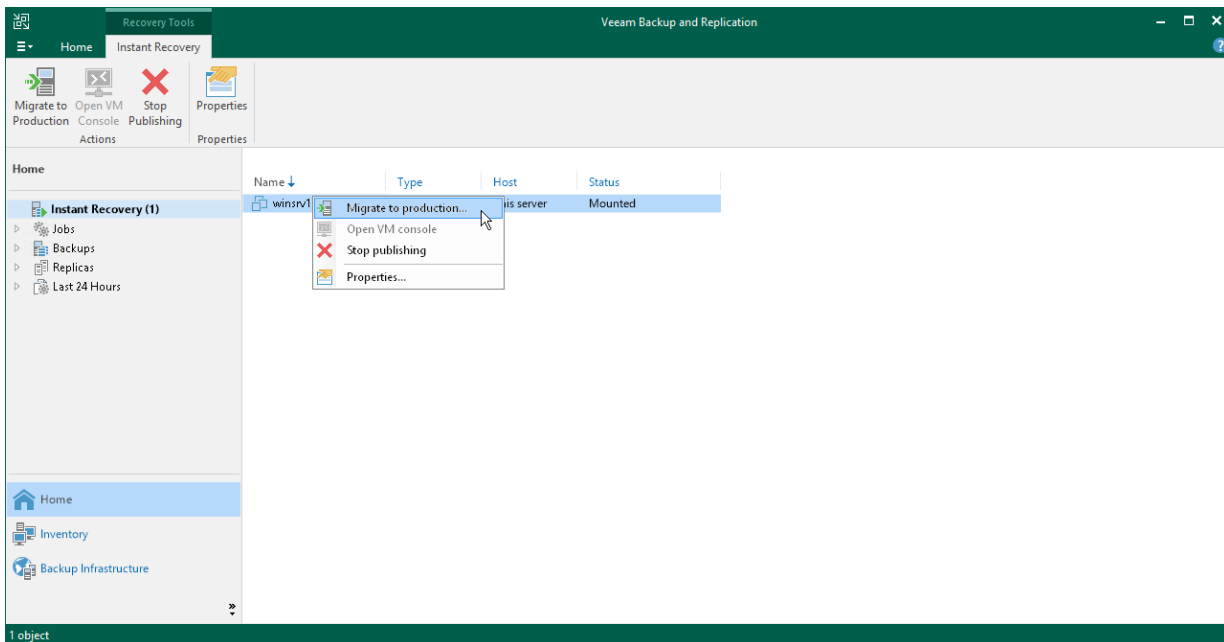 Recovery Tools
Veeam Backup and Replication
Home
Instant Recovery
Migrate to Production
Open VM Console
Stop Publishing
Properties
Actions
Properties
Home
Instant Recovery (1)
Jobs
Backups
Replicas
Last 24 Hours
Home
Inventory
Backup Infrastructure
Name Type Host Status
winsrv1 is server Mounted
Migrate to production...
Open VM console
Stop publishing
Properties...
1 object